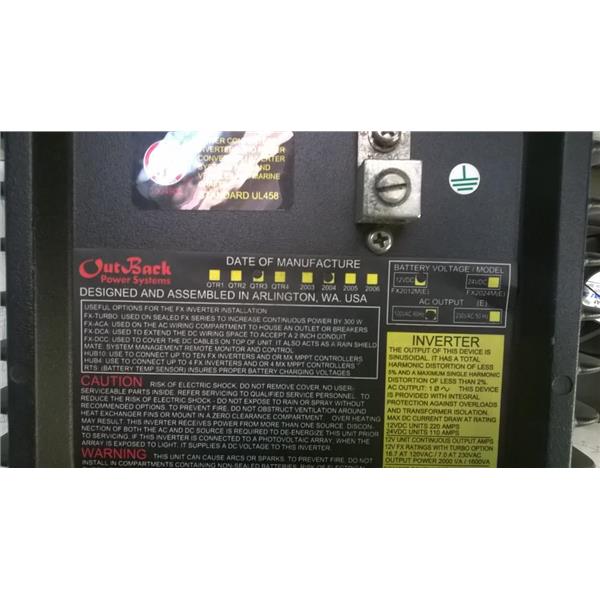 STANDARD UL458
OutBack
Power Systems
DATE OF MANUFACTURE
QTR1 QTR2 QTR3 QTR4 2003 2004 2005 2006
DESIGNED AND ASSEMBLED IN ARLINGTON, WA. USA
USEFUL OPTIONS FOR THE FX INVERTER INSTALLATION
FX-TURBO: USED ON SEALED FX SERIES TO INCREASE CONTINUOUS POWER BY 300 W
FX-ACA: USED ON THE AC WIRING COMPARTMENT TO HOUSE AN OUTLET OR BREAKERS
FX-DCA: USED TO EXTEND THE DC WIRING SPACE TO ACCEPT A 2 INCH CONDUIT
FX-DCC: USED TO COVER THE DC CABLES ON TOP OF UNIT. IT ALSO ACTS AS A RAIN SHIELD
MATE: SYSTEM MANAGEMENT REMOTE MONITOR AND CONTROL
HUB10: USE TO CONNECT UP TO TEN FX INVERTERS AND OR MX MPPT CONTROLLERS
HUB4: USE TO CONNECT UP TO 4 FX INVERTERS AND OR 4 MX MPPT CONTROLLERS
RTS: (BATTERY TEMP SENSOR) INSURES PROPER BATTERY CHARGING VOLTAGES
CAUTION RISK OF ELECTRIC SHOCK. DO NOT REMOVE COVER. NO USER-
SERVICEABLE PARTS INSIDE. REFER SERVICING TO QUALIFIED SERVICE PERSONNEL. TO
REDUCE THE RISK OF ELECTRIC SHOCK - DO NOT EXPOSE TO RAIN OR SPRAY WITHOUT
RECOMMENDED OPTIONS. TO PREVENT FIRE, DO NOT OBSTRUCT VENTILATION AROUND
HEAT EXCHANGER FINS OR MOUNT IN A ZERO CLEARANCE COMPARTMENT. OVER HEATING
MAY RESULT. THIS INVERTER RECEIVES POWER FROM MORE THAN ONE SOURCE. DISCON-
NECTION OF BOTH THE AC AND DC SOURCE IS REQUIRED TO DE-ENERGIZE THIS UNIT PRIOR
TO SERVICING. IF THIS INVERTER IS CONNECTED TO A PHOTOVOLTAIC ARRAY, WHEN THE
ARRAY IS EXPOSED TO LIGHT, IT SUPPLIES A DC VOLTAGE TO THIS INVERTER.
WARNING THIS UNIT CAN CAUSE ARCS OR SPARKS. TO PREVENT FIRE, DO NOT
INSTALL IN COMPARTMENTS CONTAINING NON-SEALED BATTERIES. RISK OF ELECTRICAL
BATTERY VOLTAGE / MODEL
12VDC 24VDC
FX2012M(E) FX2024M(E)
AC OUTPUT (E)
120VAC 60Hz 230VAC 50 Hz
INVERTER
THE OUTPUT OF THIS DEVICE IS
SINUSOIDAL. IT HAS A TOTAL
HARMONIC DISTORTION OF LESS THEN
5% AND A MAXIMUM SINGLE HARMONIC
DISTORTION OF LESS THAN 2%.
AC OUTPUT: 1 Ø THIS DEVICE
IS PROVIDED WITH INTEGRAL
PROTECTION AGAINST OVERLOADS
AND TRANSFORMER ISOLATION.
MAX DC CURRENT DRAW AT RATING
12VDC UNITS 220 AMPS
24VDC UNITS 110 AMPS
12V UNIT CONTINUOUS OUTPUT AMPS
12V FX RATINGS WITH TURBO OPTION
16.7 AT 120VAC / 7.0 AT 230VAC
OUTPUT POWER 2000 VA / 1600VA